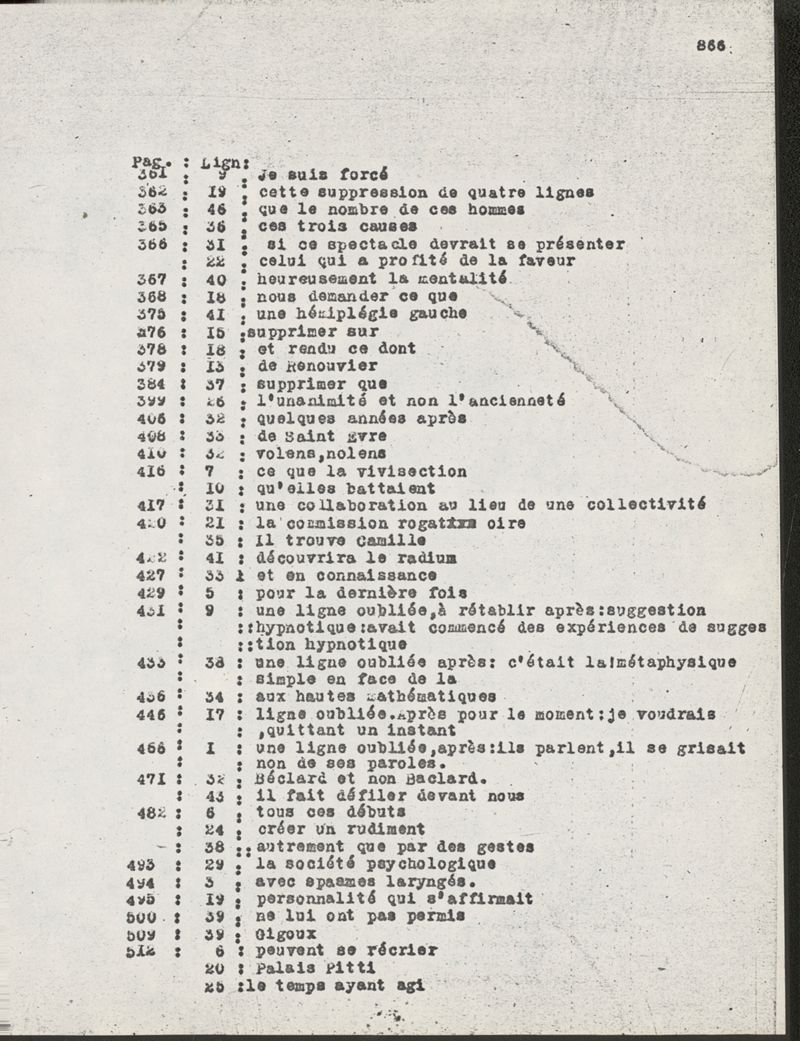 866
Pag. : Lign:
361 : 9 : Je suis forcé
362 : 19 : cette suppression de quatre lignes
363 : 46 : que le nombre de ces hommes
365 : 36 : ces trois causes
366 : 31 : si ce spectacle devrait se présenter
: 22 : celui qui a profité de la faveur
367 : 40 : heureusement la mentalité
368 : 18 : nous demander ce que
375 : 41 : une hémiplégie gauche
376 : 15 :supprimer sur
378 : 18 : et rendu ce dont
379 : 13 : de Renouvier
384 : 37 : supprimer que
399 : 26 : l'unanimité et non l'ancienneté
406 : 32 : quelques années après
408 : 33 : de Saint Evre
410 : 32 : volens,nolens
416 : 7 : ce que la vivisection
: 10 : qu'elles battaient
417 : 31 : une collaboration au lieu de une collectivité
420 : 21 : la commission rogatixx oire
: 35 : Il trouve Camille
422 : 41 : découvrira le radium
427 : 33 : et en connaissance
429 : 5 : pour la dernière fois
431 : 9 : une ligne oubliée,à rétablir après:suggestion
: ::hypnotique:avait commencé des expériences de sugges
: ::tion hypnotique
433 : 38 : une ligne oubliée après: c'était la!métaphysique
: : simple en face de la
436 : 34 : aux hautes mathématiques
446 : 17 : ligne oubliée.Après pour le moment:je voudrais
: : ,quittant un instant
466 : I : une ligne oubliée,après:ils parlent,il se grisait
: : non de ses paroles.
471 : 32 : Béclard et non Baclard.
: 43 : il fait défiler devant nous
482 : 6 : tous ces débuts
: 24 : créer un rudiment
: 38 :: autrement que par des gestes
493 : 29 : la société psychologique
494 : 3 : avec spasmes laryngés.
495 : 19 : personnalité qui s'affirmait
500 : 39 : ne lui ont pas permis
509 : 39 : Gigoux
512 : 6 : peuvent se récrier
20 : Palais Pitti
25 :le temps ayant agi